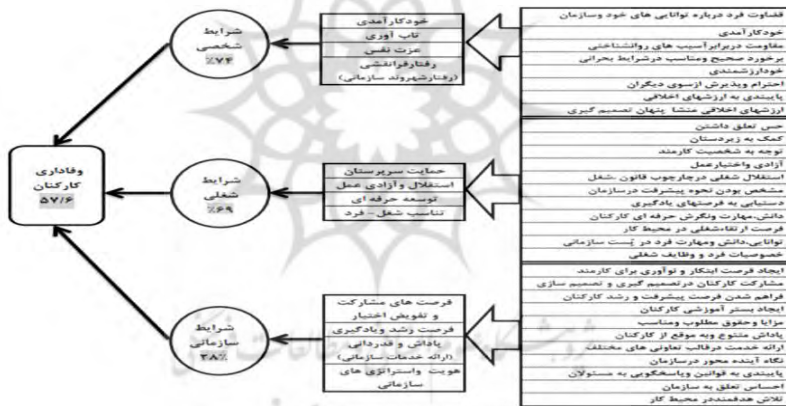 قضاوت فرد درباره توانایی های خود وسازمان
خودکارآمدی
مقاومت دربرابرآسیب های روانشناختی
برخورد صحیح ومناسب درشرایط بحرانی
خودارزشمندی
احترام وپذیرش ازسوی دیگران
پایبندی به ارزشهای اخلاقی
ارزشهای اخلاقی منشا پنهان تصمیم گیری
حس تعلق داشتن
کمک به زیردستان
توجه به شخصیت کارمند
آزادی واختیارعمل
استقلال شغلی درچارچوب قانون شغل
مشخص بودن نحوه پیشرفت درسازمان
دستیابی به فرصتهای یادگیری
دانش،مهارت ونگرش حرفه ای کارکنان
فرصت ارتقاءشغلی در محیط کار
توانایی،دانش ومهارت فرد در پست سازمانی
خصوصیات فرد و وظایف شغلی
ایجاد فرصت ابتکار و نوآوری برای کارمند
مشارکت کارکنان درتصمیم گیری و تصمیم سازی
فراهم شدن فرصت پیشرفت و رشد کارکنان
ایجاد بستر آموزشی کارکنان
مزایا وحقوق مطلوب ومناسب
پاداش متنوع وبه موقع از کارکنان
ارائه خدمت درقالب تعاونی های مختلف
نگاه آینده محور درسازمان
پایبندی به قوانین وپاسخگویی به مسئولان
احساس تعلق به سازمان
تلاش هدفمنددر محیط کار
خودکارآمدی
تاب آوری
عزت نفس
رفتارفرانقشی
(رفتارشهروند سازمانی)
حمایت سرپرستان
استقلال وآزادی عمل
توسعه حرفه ای
تناسب شغل - فرد
فرصت های مشارکت
و تفویض اختیار
فرصت رشد ویادگیری
پاداش و قدردانی
(ارائه خدمات سازمانی)
هویت واستراتژی های
سازمانی
شرایط
شخصی
٪۷۴
شرایط
شغلی
٪۶۹
شرایط
سازمانی
۳۸٪
وفاداری
کارکنان
۵۷/۶